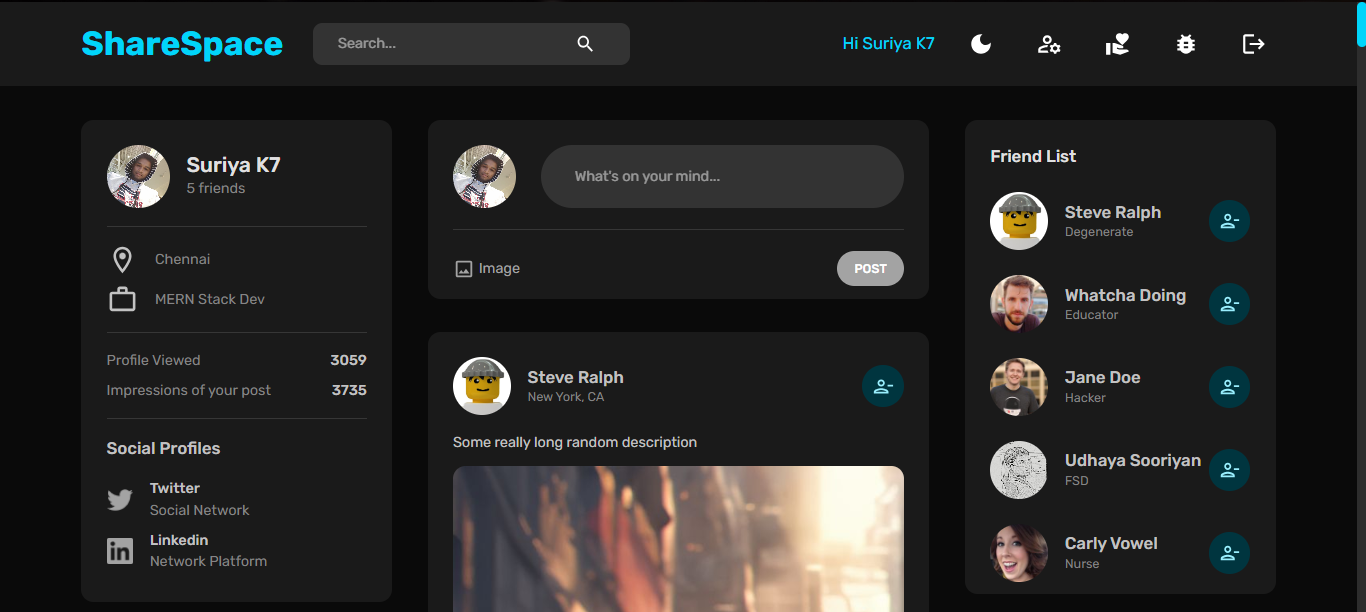 ShareSpace
Search...
Hi Suriya K7
Suriya K7
5 friends
Chennai
MERN Stack Dev
Profile Viewed 3059
Impressions of your post 3735
Social Profiles
Twitter
Social Network
Linkedin
Network Platform
What's on your mind...
Image
POST
Steve Ralph
New York, CA
Some really long random description
Friend List
Steve Ralph
Degenerate
Whatcha Doing
Educator
Jane Doe
Hacker
Udhaya Sooriyan
FSD
Carly Vowel
Nurse